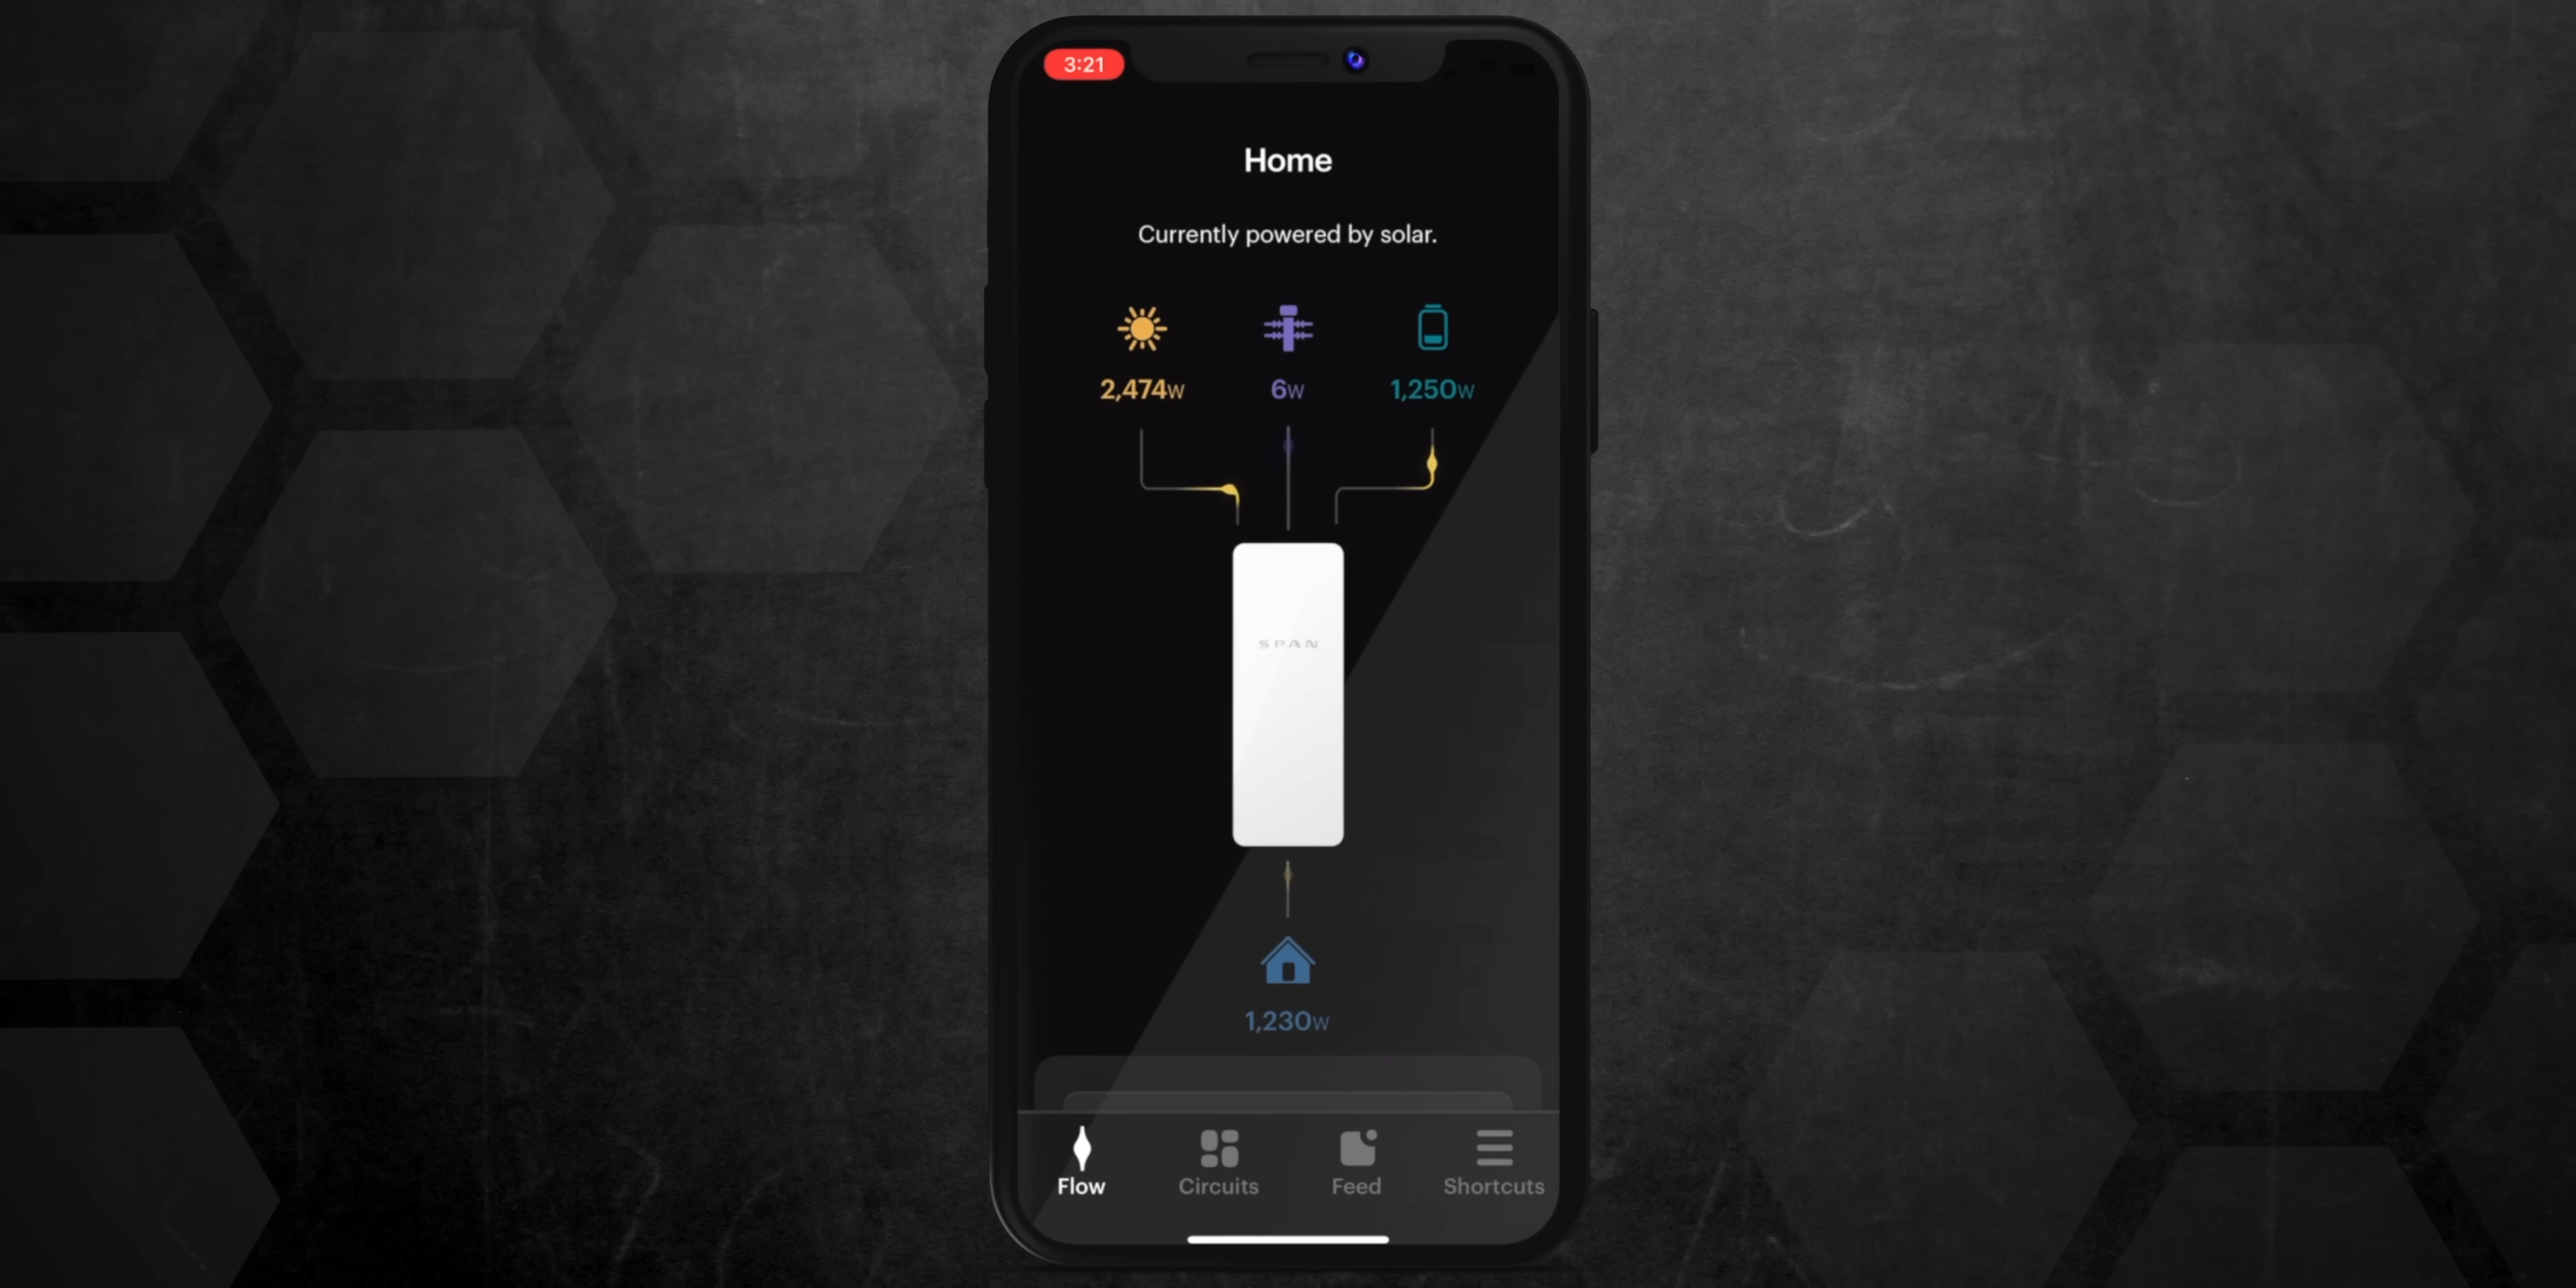 3:21
Home
Currently powered by solar.
2,474W 6W 1,250W
SPAN
1,230W
Flow Circuits Feed Shortcuts